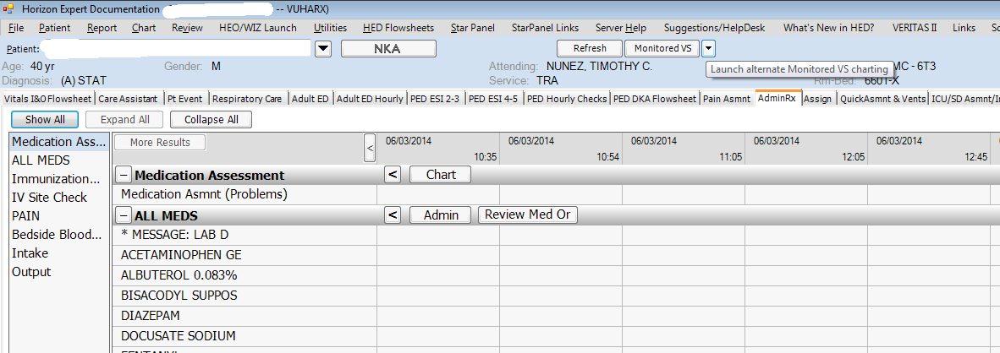 Horizon Expert Documentation -- VUHARX)
File Patient Report Chart Review HEO/WIZ Launch Utilities HED Flowsheets Star Panel StarPanel Links Server Help Suggestions/HelpDesk What's New in HED? VERITAS II Links
Patient: NKA Refresh Monitored VS
Age: 40 yr Gender: M Attending: NUNEZ, TIMOTHY C. MC - 6T3
Launch alternate Monitored VS charting
Diagnosis: (A) STAT Service: TRA Rm-Bed: 6601-X
Vitals I&O Flowsheet Care Assistant Pt Event Respiratory Care Adult ED Adult ED Hourly PED ESI 2-3 PED ESI 4-5 PED Hourly Checks PED DKA Flowsheet Pain Asmnt AdminRx Assign QuickAsmnt & Vents ICU/SD Asmnt/In
Show All Expand All Collapse All
Medication Ass...
ALL MEDS
Immunization...
IV Site Check
PAIN
Bedside Blood...
Intake
Output
More Results < 06/03/2014 06/03/2014 06/03/2014 06/03/2014 06/03/2014
10:35 10:54 11:05 12:05 12:45
− Medication Assessment < Chart
Medication Asmnt (Problems)
− ALL MEDS < Admin Review Med Or
* MESSAGE: LAB D
ACETAMINOPHEN GE
ALBUTEROL 0.083%
BISACODYL SUPPOS
DIAZEPAM
DOCUSATE SODIUM